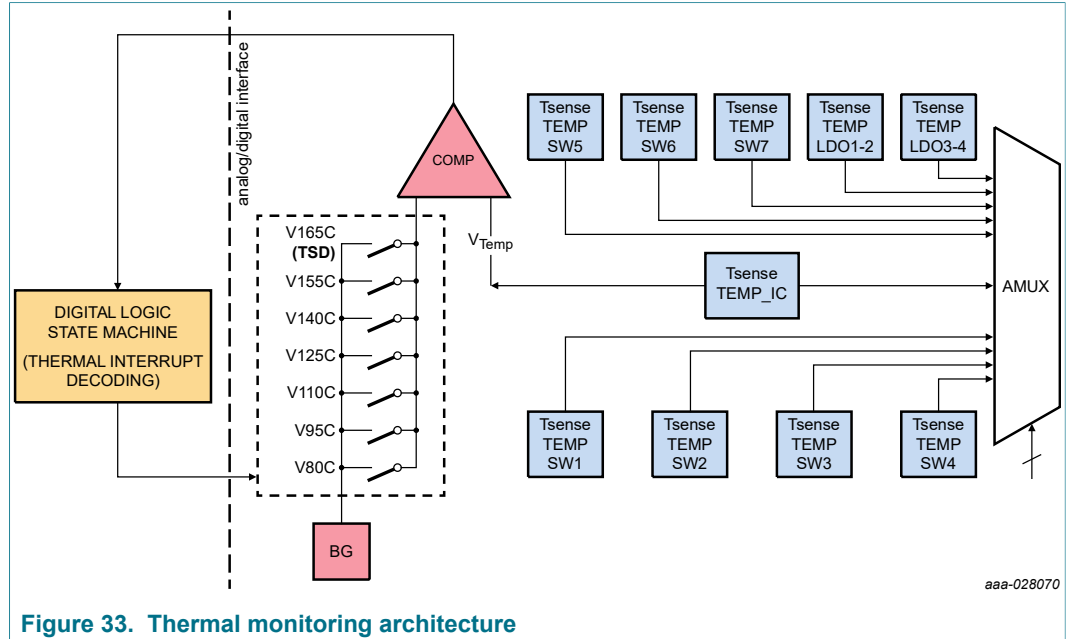 analog/digital interface
COMP
Tsense
TEMP
SW5
Tsense
TEMP
SW6
Tsense
TEMP
SW7
Tsense
TEMP
LDO1-2
Tsense
TEMP
LDO3-4
V165C
(TSD)
V155C
V140C
V125C
V110C
V95C
V80C
VTemp
Tsense
TEMP_IC
AMUX
DIGITAL LOGIC
STATE MACHINE
(THERMAL INTERRUPT
DECODING)
Tsense
TEMP
SW1
Tsense
TEMP
SW2
Tsense
TEMP
SW3
Tsense
TEMP
SW4
BG
aaa-028070
Figure 33. Thermal monitoring architecture